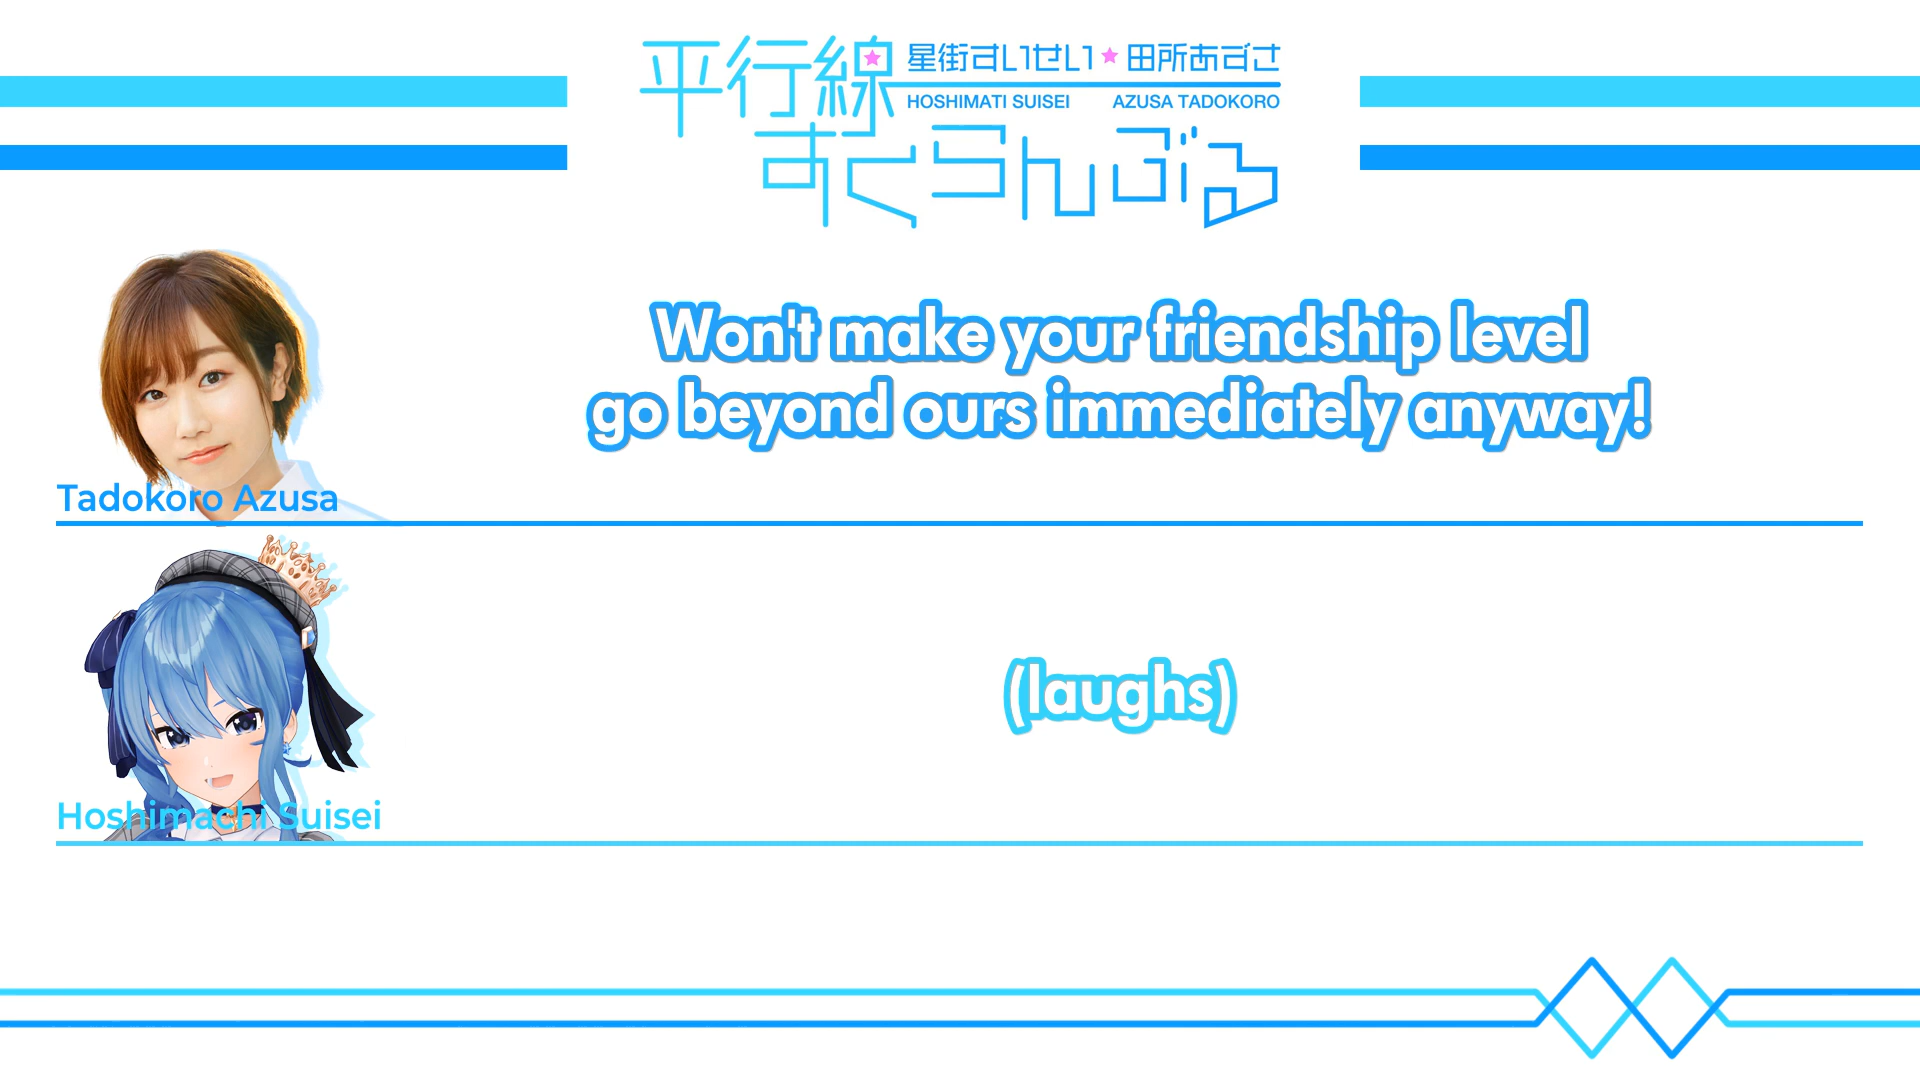 平行線
星街すいせい★田所あずさ
HOSHIMATI SUISEI AZUSA TADOKORO
すくらんぶる
Won't make your friendship level
go beyond ours immediately anyway!
Tadokoro Azusa
(laughs)
Hoshimachi Suisei